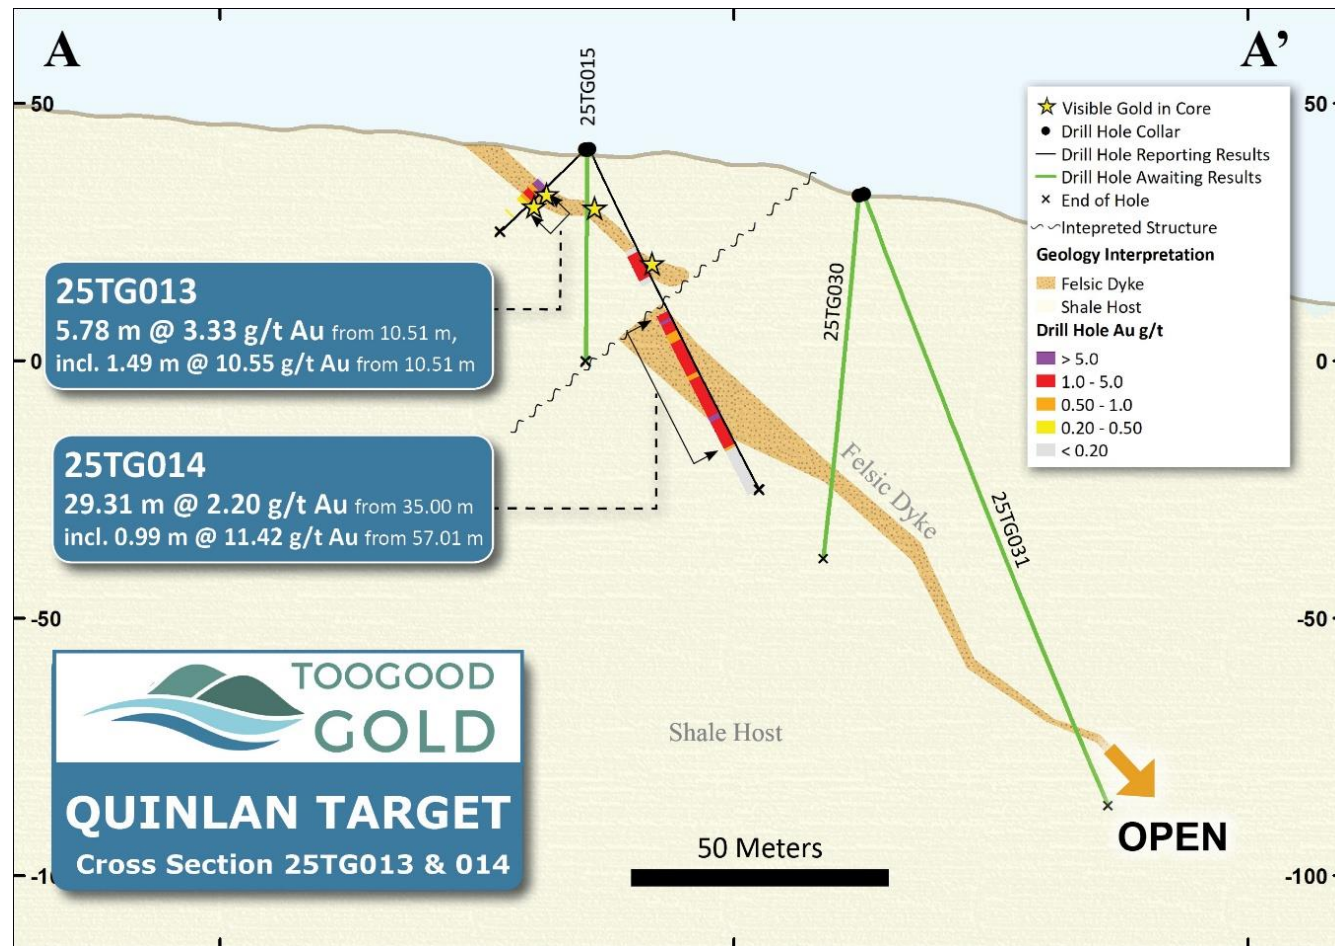 A
A’
50
0
-50
-10
50
0
-50
-100
25TG015
Visible Gold in Core
Drill Hole Collar
Drill Hole Reporting Results
Drill Hole Awaiting Results
End of Hole
Intepreted Structure
Geology Interpretation
Felsic Dyke
Shale Host
Drill Hole Au g/t
> 5.0
1.0 - 5.0
0.50 - 1.0
0.20 - 0.50
< 0.20
25TG013
5.78 m @ 3.33 g/t Au from 10.51 m,
incl. 1.49 m @ 10.55 g/t Au from 10.51 m
25TG014
29.31 m @ 2.20 g/t Au from 35.00 m
incl. 0.99 m @ 11.42 g/t Au from 57.01 m
25TG030
25TG031
Felsic Dyke
Shale Host
TOOGOOD
GOLD
QUINLAN TARGET
Cross Section 25TG013 & 014
50 Meters
OPEN